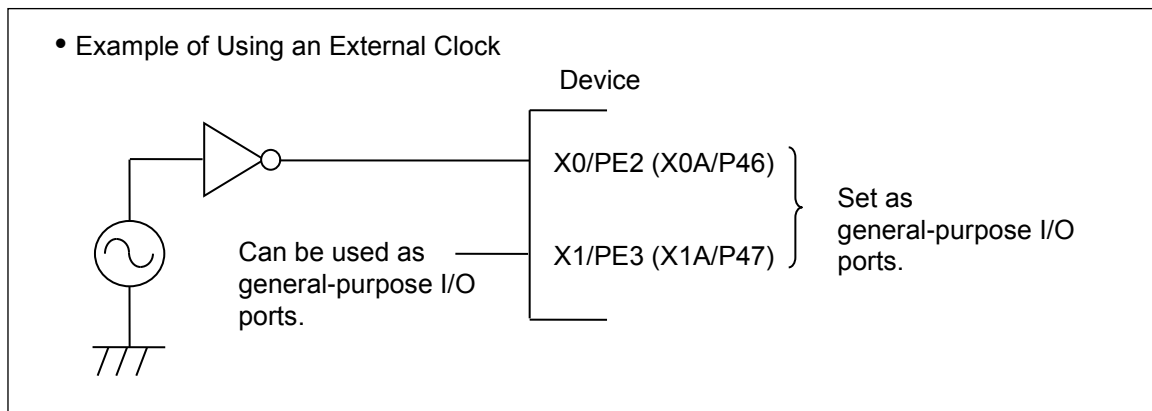 • Example of Using an External Clock
Device
X0/PE2 (X0A/P46)
X1/PE3 (X1A/P47)
Can be used as
general-purpose I/O
ports.
Set as
general-purpose I/O
ports.